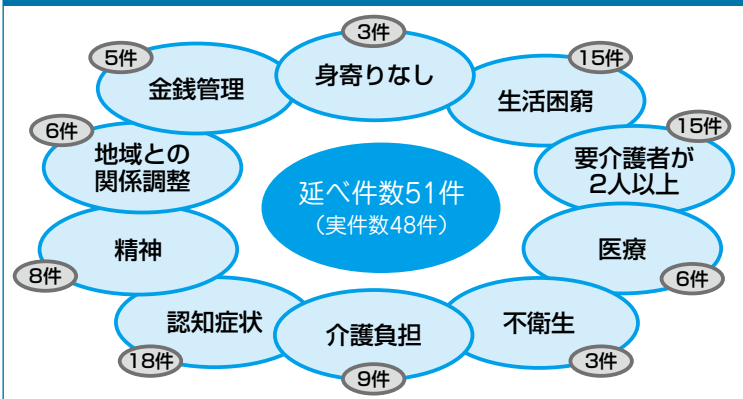 3件
身寄りなし
15件
生活困窮
15件
要介護者が
2人以上
医療
6件
不衛生
3件
介護負担
9件
認知症状
18件
精神
8件
地域との
関係調整
6件
金銭管理
5件
延べ件数51件
（実件数48件）